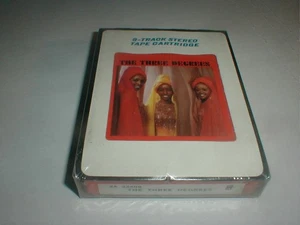 8-TRACK STEREO
TAPE CARTRIDGE
THE THREE DEGREES
THE THREE DEGREES